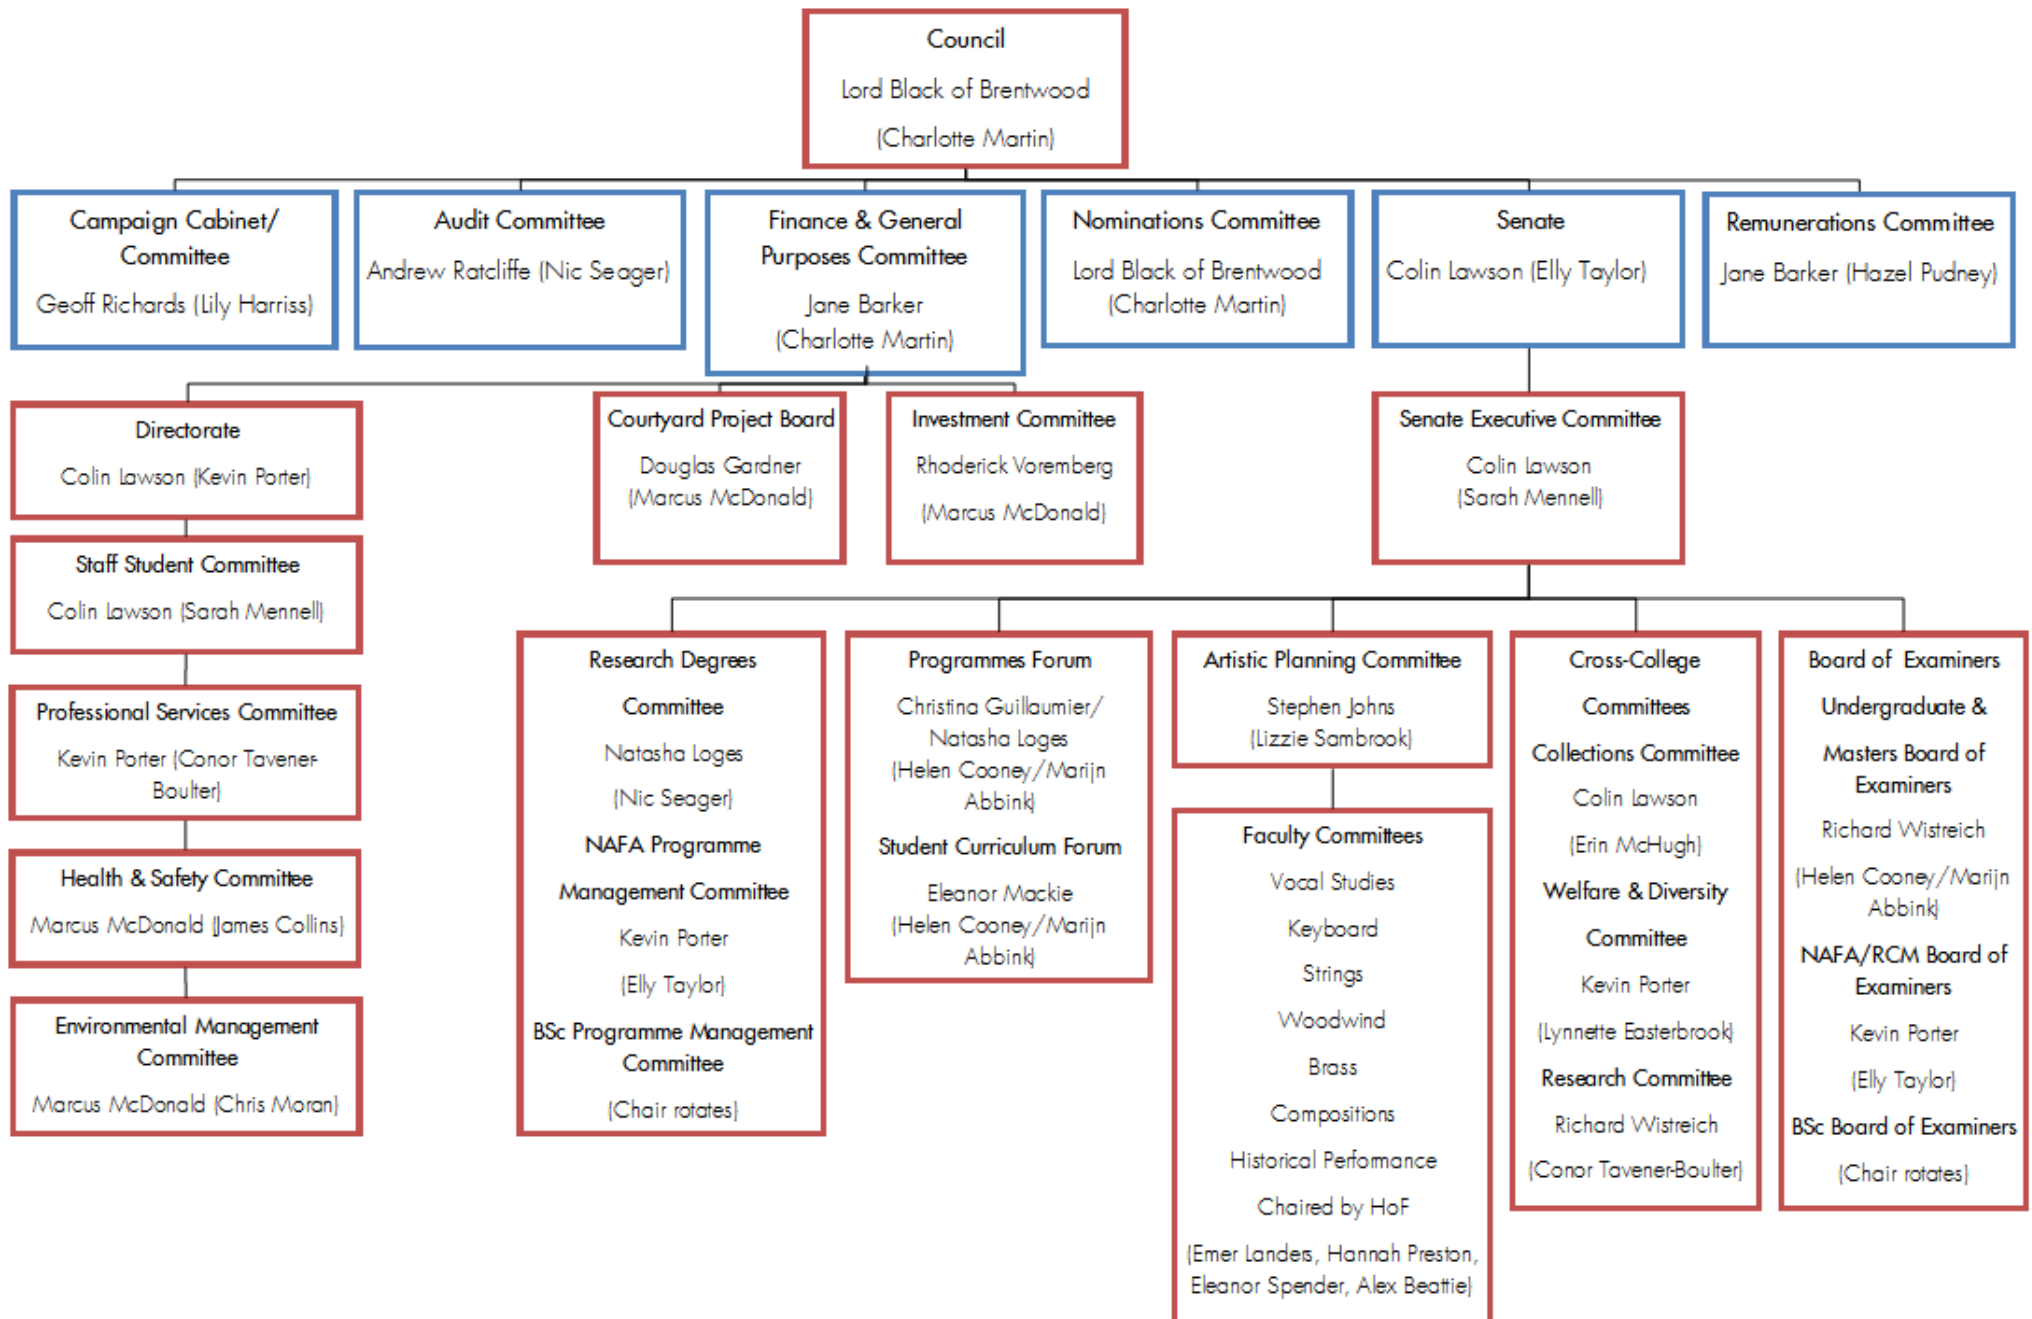 Council
Lord Black of Brentwood
(Charlotte Martin)
Campaign Cabinet/
Committee
Geoff Richards (Lily Harriss)
Audit Committee
Andrew Ratcliffe (Nic Seager)
Finance & General
Purposes Committee
Jane Barker
(Charlotte Martin)
Nominations Committee
Lord Black of Brentwood
(Charlotte Martin)
Senate
Colin Lawson (Elly Taylor)
Remunerations Committee
Jane Barker (Hazel Pudney)
Directorate
Colin Lawson (Kevin Porter)
Courtyard Project Board
Douglas Gardner
(Marcus McDonald)
Investment Committee
Rhoderick Voremberg
(Marcus McDonald)
Senate Executive Committee
Colin Lawson
(Sarah Mennell)
Staff Student Committee
Colin Lawson (Sarah Mennell)
Professional Services Committee
Kevin Porter (Conor Tavener-
Boulter)
Health & Safety Committee
Marcus McDonald (James Collins)
Environmental Management
Committee
Marcus McDonald (Chris Moran)
Research Degrees
Committee
Natasha Loges
(Nic Seager)
NAFA Programme
Management Committee
Kevin Porter
(Elly Taylor)
BSc Programme Management
Committee
(Chair rotates)
Programmes Forum
Christina Guillaumier/
Natasha Loges
(Helen Cooney/Marijn
Abbink)
Student Curriculum Forum
Eleanor Mackie
(Helen Cooney/Marijn
Abbink)
Artistic Planning Committee
Stephen Johns
(Lizzie Sambrook)
Faculty Committees
Vocal Studies
Keyboard
Strings
Woodwind
Brass
Compositions
Historical Perfomance
Chaired by HoF
(Emer Landers, Hannah Preston,
Eleanor Spender, Alex Beattie)
Cross-College
Committees
Collections Committee
Colin Lawson
(Erin McHugh)
Welfare & Diversity
Committee
Kevin Porter
(Lynnette Easterbrook)
Research Committee
Richard Wistreich
(Conor Tavener-Boulter)
Board of Examiners
Undergraduate &
Masters Board of
Examiners
Richard Wistreich
(Helen Cooney/Marijn
Abbink)
NAFA/RCM Board of
Examiners
Kevin Porter
(Elly Taylor)
BSc Board of Examiners
(Chair rotates)